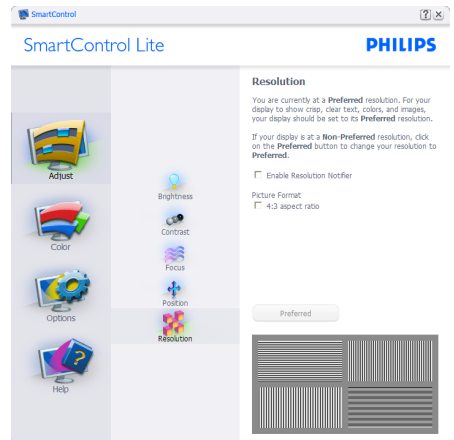 SmartControl
SmartControl Lite
PHILIPS
Adjust
Color
Options
Help
Brightness
Contrast
Focus
Position
Resolution
Resolution
You are currently at a Preferred resolution. For your
display to show crisp, clear text, colors, and images,
your display should be set to its Preferred resolution.
If your display is at a Non-Preferred resolution, click
on the Preferred button to change your resolution to
Preferred.
Enable Resolution Notifier
Picture Format
4:3 aspect ratio
Preferred